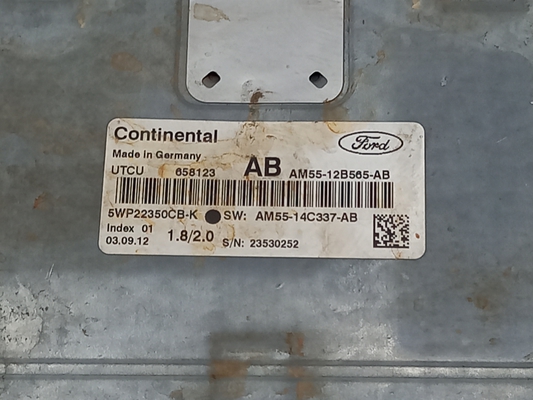 Continental
Ford
Made in Germany
UTCU 658123 AB AM55-12B565-AB
5WP22350CB-K SW: AM55-14C337-AB
Index 01
03.09.12 1.8/2.0 S/N: 23530252